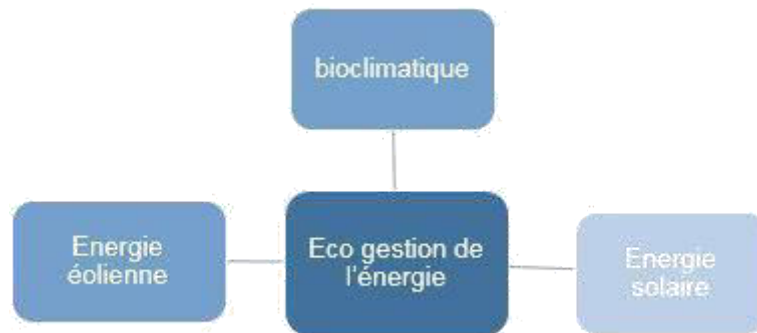 bioclimatique
Energie
éolienne
Eco gestion de
l'énergie
Energie
solaire